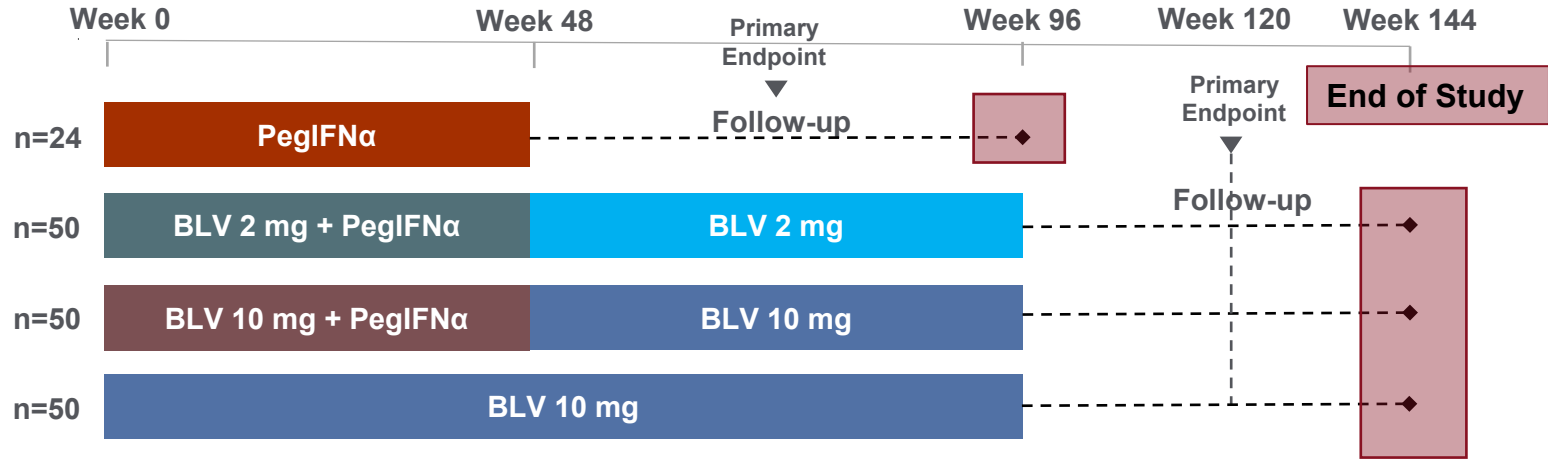 Week 0
Week 48
Week 96
Week 120
Week 144
Primary
Endpoint
Primary
Endpoint
End of Study
n=24
PegIFNα
Follow-up
n=50
BLV 2 mg + PegIFNα
BLV 2 mg
Follow-up
n=50
BLV 10 mg + PegIFNα
BLV 10 mg
n=50
BLV 10 mg